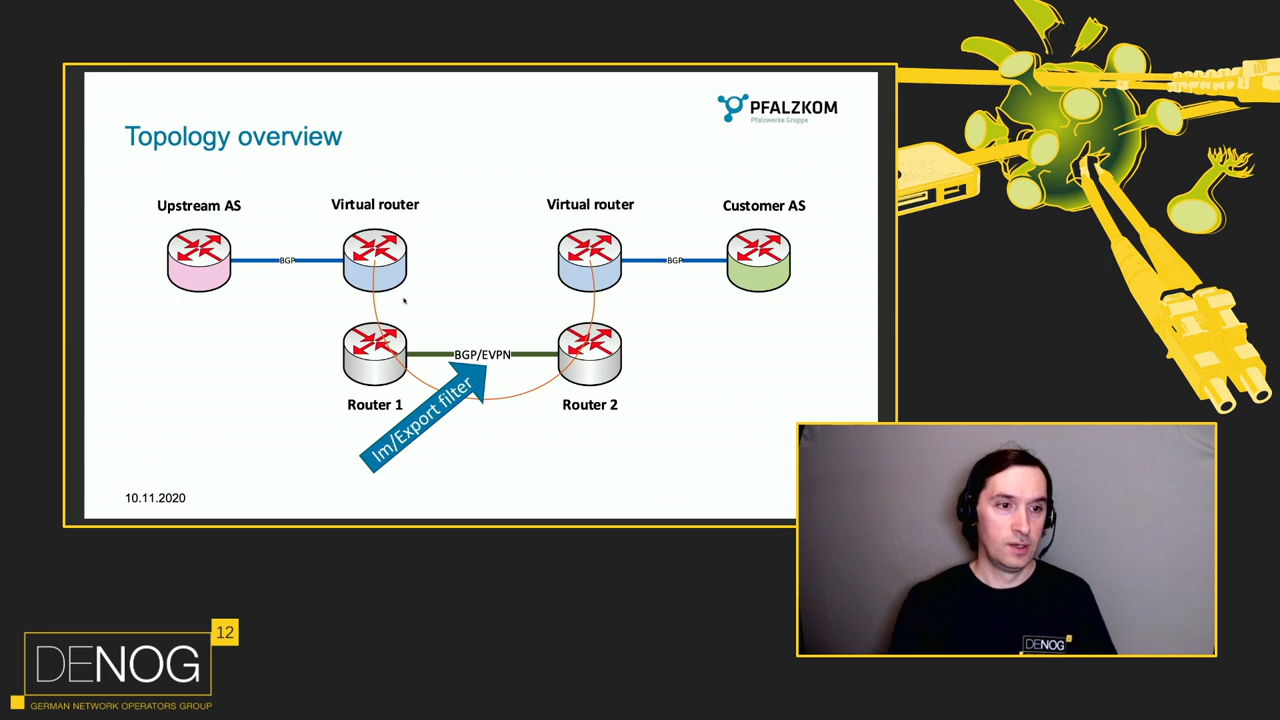 PFALZKOM
Pfalzwerke Gruppe
Topology overview
Upstream AS
Virtual router
Virtual router
Customer AS
BGP
BGP
BGP/EVPN
Router 1
Router 2
Im/Export filter
10.11.2020
DENOG
DENOG
12
GERMAN NETWORK OPERATORS GROUP